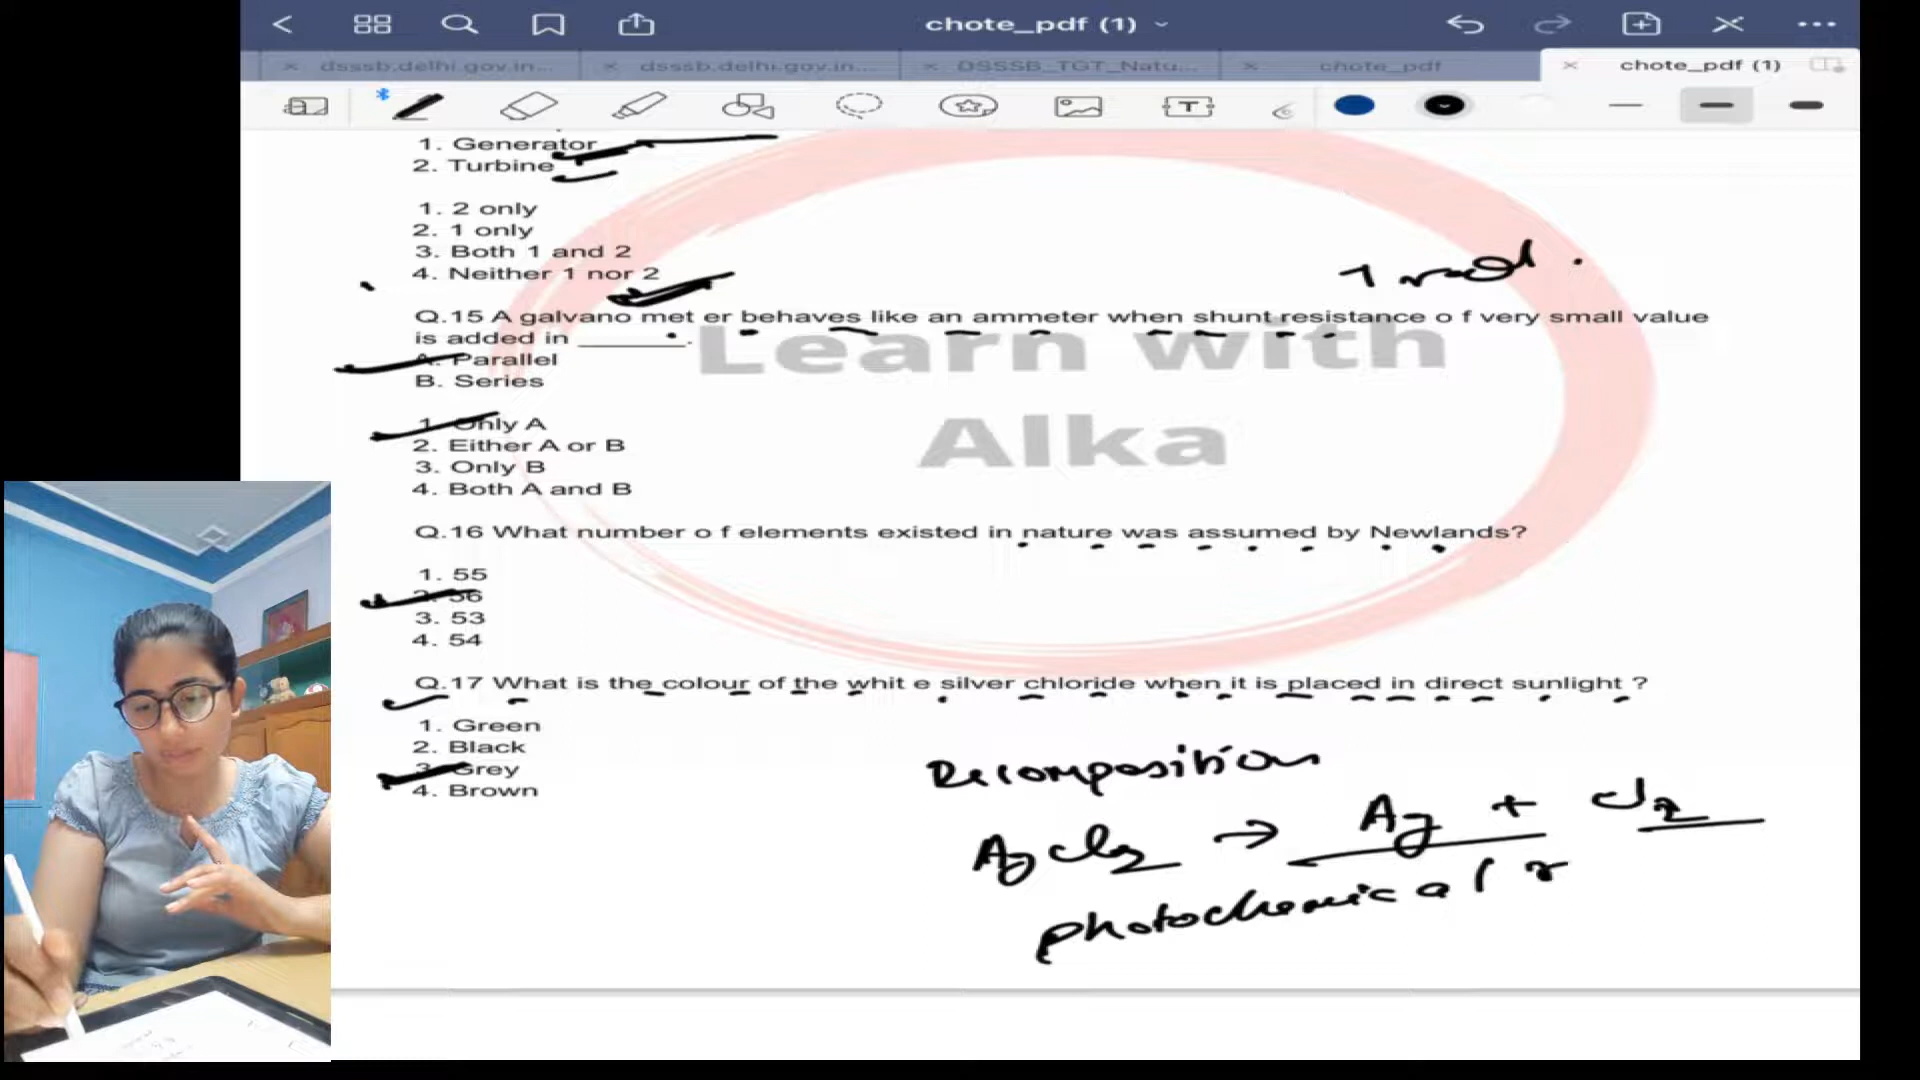 chote_pdf (1)
dsssb.delhi.gov.in...
dsssb.delhi.gov.in...
DSSSB_TGT_Natu...
chote_pdf
chote_pdf (1)
1. Generator
2. Turbine
1. 2 only
2. 1 only
3. Both 1 and 2
4. Neither 1 nor 2
Q.15 A galvano met er behaves like an ammeter when shunt resistance o f very small value
is added in _______.
A. Parallel
B. Series
1. Only A
2. Either A or B
3. Only B
4. Both A and B
Learn with
Alka
Q.16 What number o f elements existed in nature was assumed by Newlands?
1. 55
2. 56
3. 53
4. 54
Q.17 What is the colour of the whit e silver chloride when it is placed in direct sunlight ?
1. Green
2. Black
3. Grey
4. Brown
Decomposition
AgCl2 → Ag + Cl2
photochemical r